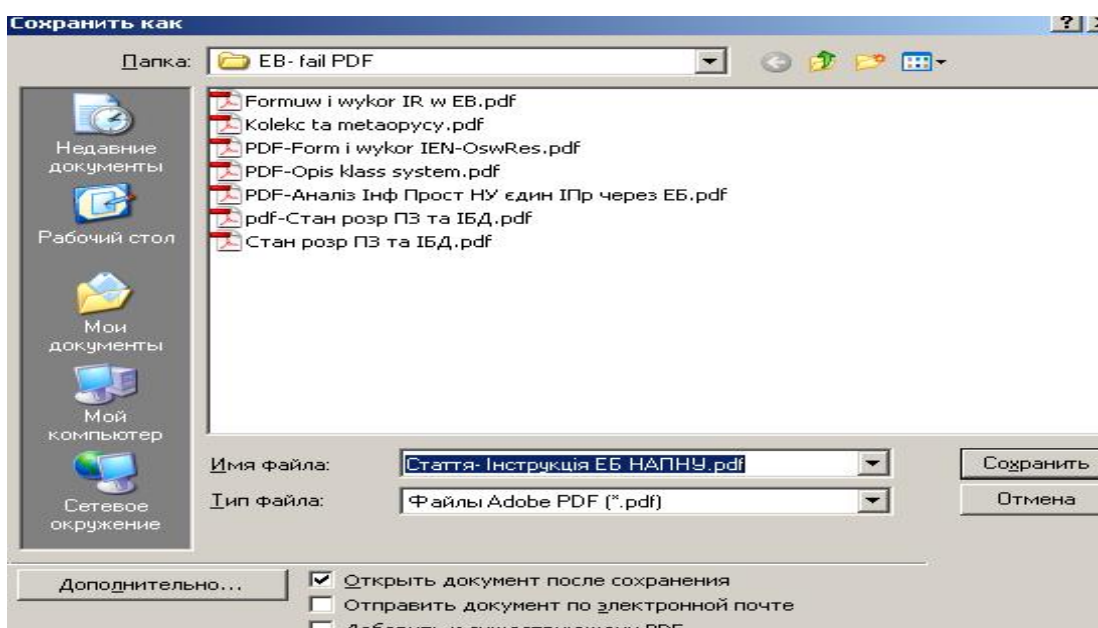 Сохранить как
Папка: EB- fail PDF
Formuw i wykor IR w EB.pdf
Kolekc ta metaopycy.pdf
PDF-Form i wykor IEN-OswRes.pdf
PDF-Opis klass system.pdf
PDF-Аналіз Інф Прост НУ єдин ІПр через ЕБ.pdf
pdf-Стан розр ПЗ та ІБД.pdf
Стан розр ПЗ та ІБД.pdf
Недавние
документы
Рабочий стол
Мои
документы
Мой
компьютер
Сетевое
окружение
Имя файла: Стаття- Інструкція ЕБ НАПНУ.pdf Сохранить
Тип файла: Файлы Adobe PDF (*.pdf) Отмена
Дополнительно...
Открыть документ после сохранения
Отправить документ по электронной почте
Добавить к существующему PDF